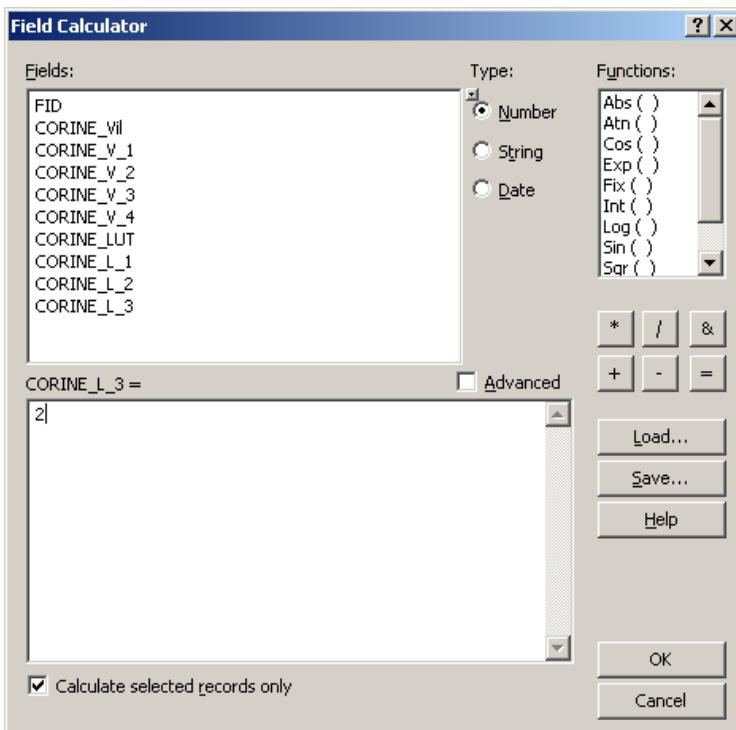 Field Calculator
Fields:
FID
CORINE_Vil
CORINE_V_1
CORINE_V_2
CORINE_V_3
CORINE_V_4
CORINE_LUT
CORINE_L_1
CORINE_L_2
CORINE_L_3
Type:
Number
String
Date
Functions:
Abs ( )
Atn ( )
Cos ( )
Exp ( )
Fix ( )
Int ( )
Log ( )
Sin ( )
Sqr ( )
* / &
+ - =
CORINE_L_3 =
Advanced
2
Load...
Save...
Help
Calculate selected records only
OK
Cancel